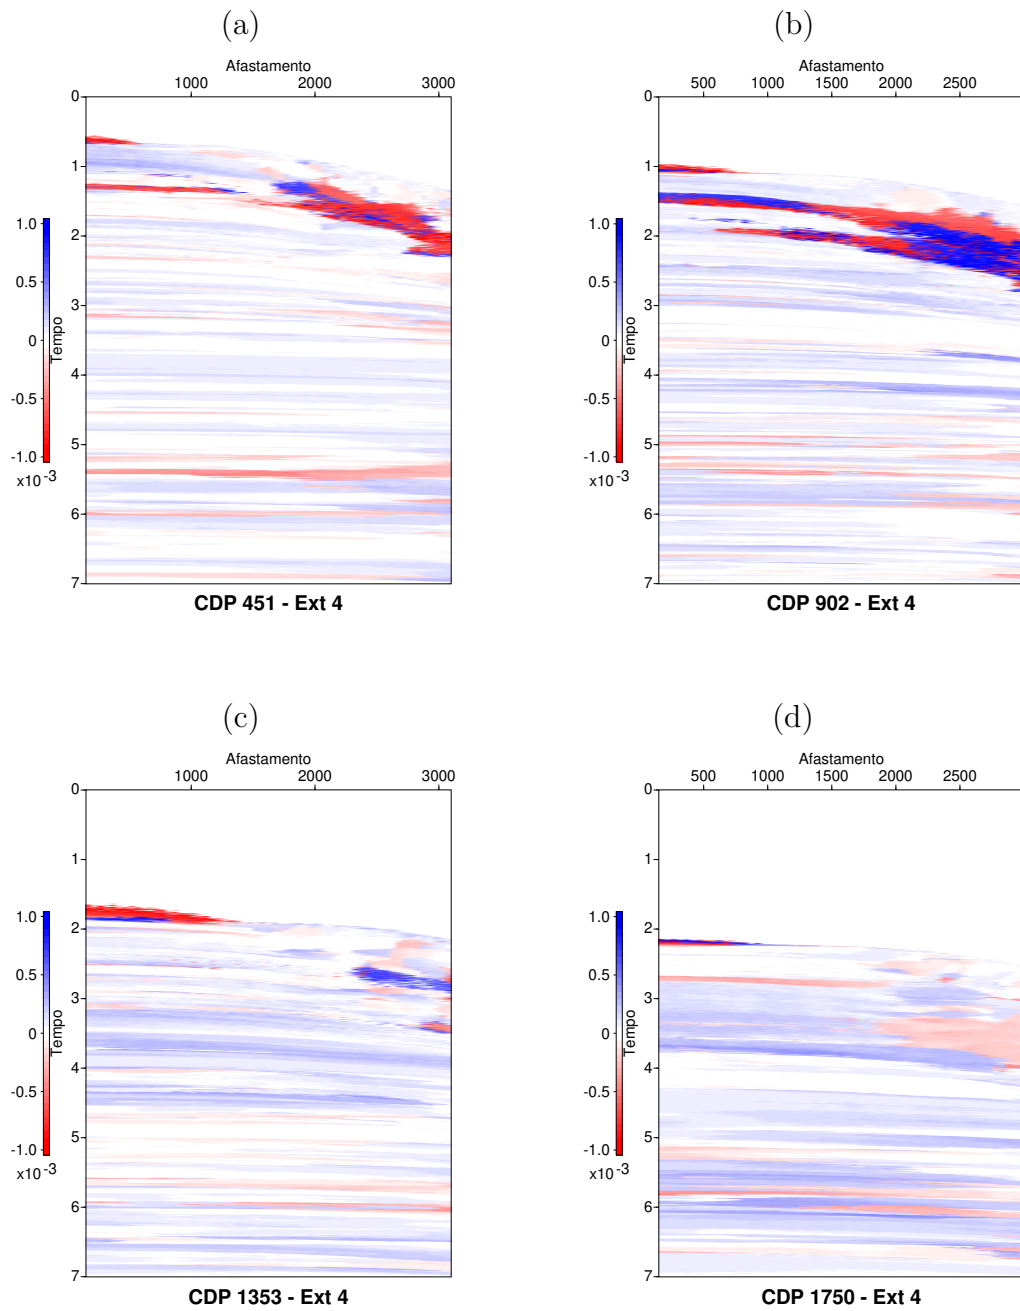 (a)
Afastamento
1000 2000 3000
0
1
2
3
4
5
6
7
Tempo
1.0
0.5
0
-0.5
-1.0
x10 -3
CDP 451 - Ext 4
(b)
Afastamento
500 1000 1500 2000 2500
0
1
2
3
4
5
6
7
Tempo
1.0
0.5
0
-0.5
-1.0
x10 -3
CDP 902 - Ext 4
(c)
Afastamento
1000 2000 3000
0
1
2
3
4
5
6
7
Tempo
1.0
0.5
0
-0.5
-1.0
x10 -3
CDP 1353 - Ext 4
(d)
Afastamento
500 1000 1500 2000 2500
0
1
2
3
4
5
6
7
Tempo
1.0
0.5
0
-0.5
-1.0
x10 -3
CDP 1750 - Ext 4